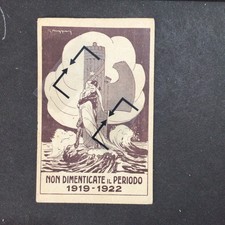 NON DIMENTICATE IL PERIODO
1919-1922